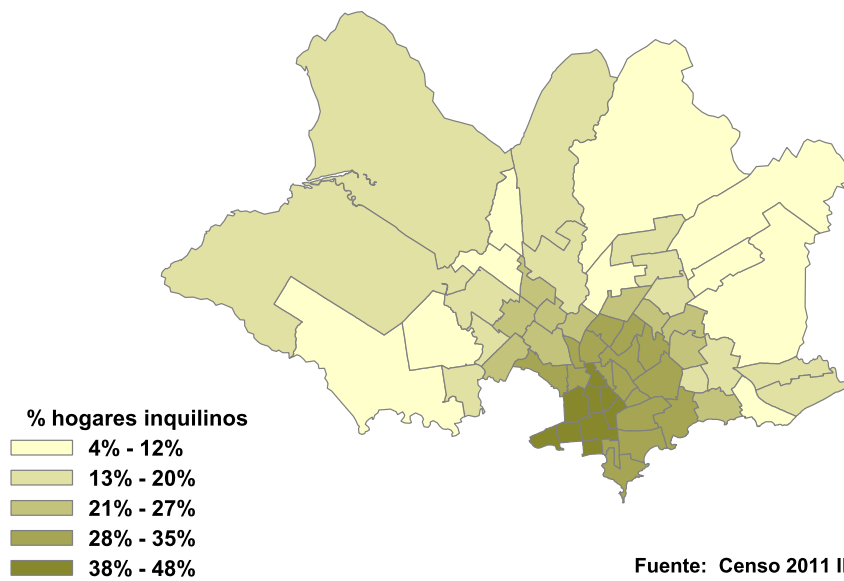 % hogares inquilinos
4% - 12%
13% - 20%
21% - 27%
28% - 35%
38% - 48%
Fuente: Censo 2011